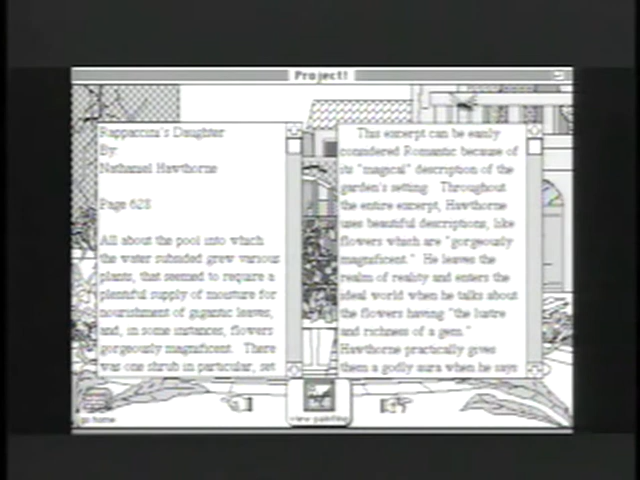 Project!
Rappaccini's Daughter
By:
Nathaniel Hawthorne
Page 628
All about the pool into which
the water subsided grew various
plants, that seemed to require a
plentiful supply of moisture for
nourishment of gigantic leaves,
and, in some instances, flowers
gorgeously magnificent. There
was one shrub in particular, set
This excerpt can be easily
considered Romantic because of
its "magical" description of the
garden's setting. Throughout
the entire excerpt, Hawthorne
uses beautiful descriptions, like
flowers which are "gorgeously
magnificent." He leaves the
realm of reality and enters the
ideal world when he talks about
the flowers having "the lustre
and richness of a gem."
Hawthorne practically gives
them a godly aura when he says
go home
view painting